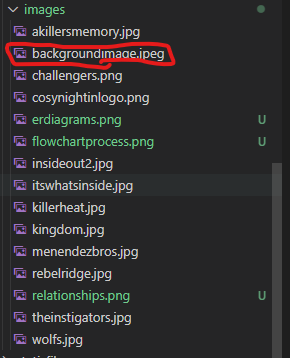 images
akillersmemory.jpg
backgroundimage.jpeg
challengers.png
cosynightinlogo.png
erdiagrams.png U
flowchartprocess.png U
insideout2.jpg
itswhatsinside.jpg
killerheat.jpg
kingdom.jpg
menendezbros.jpg
rebelridge.jpg
relationships.png U
theinstigators.jpg
wolfs.jpg